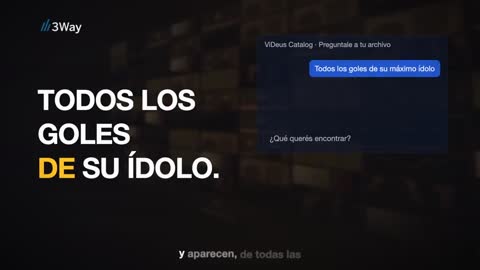 3Way
ViDeus Catalog · Preguntale a tu archivo
Todos los goles de su máximo ídolo
TODOS LOS
GOLES
DE SU ÍDOLO.
¿Qué querés encontrar?
y aparecen, de todas las